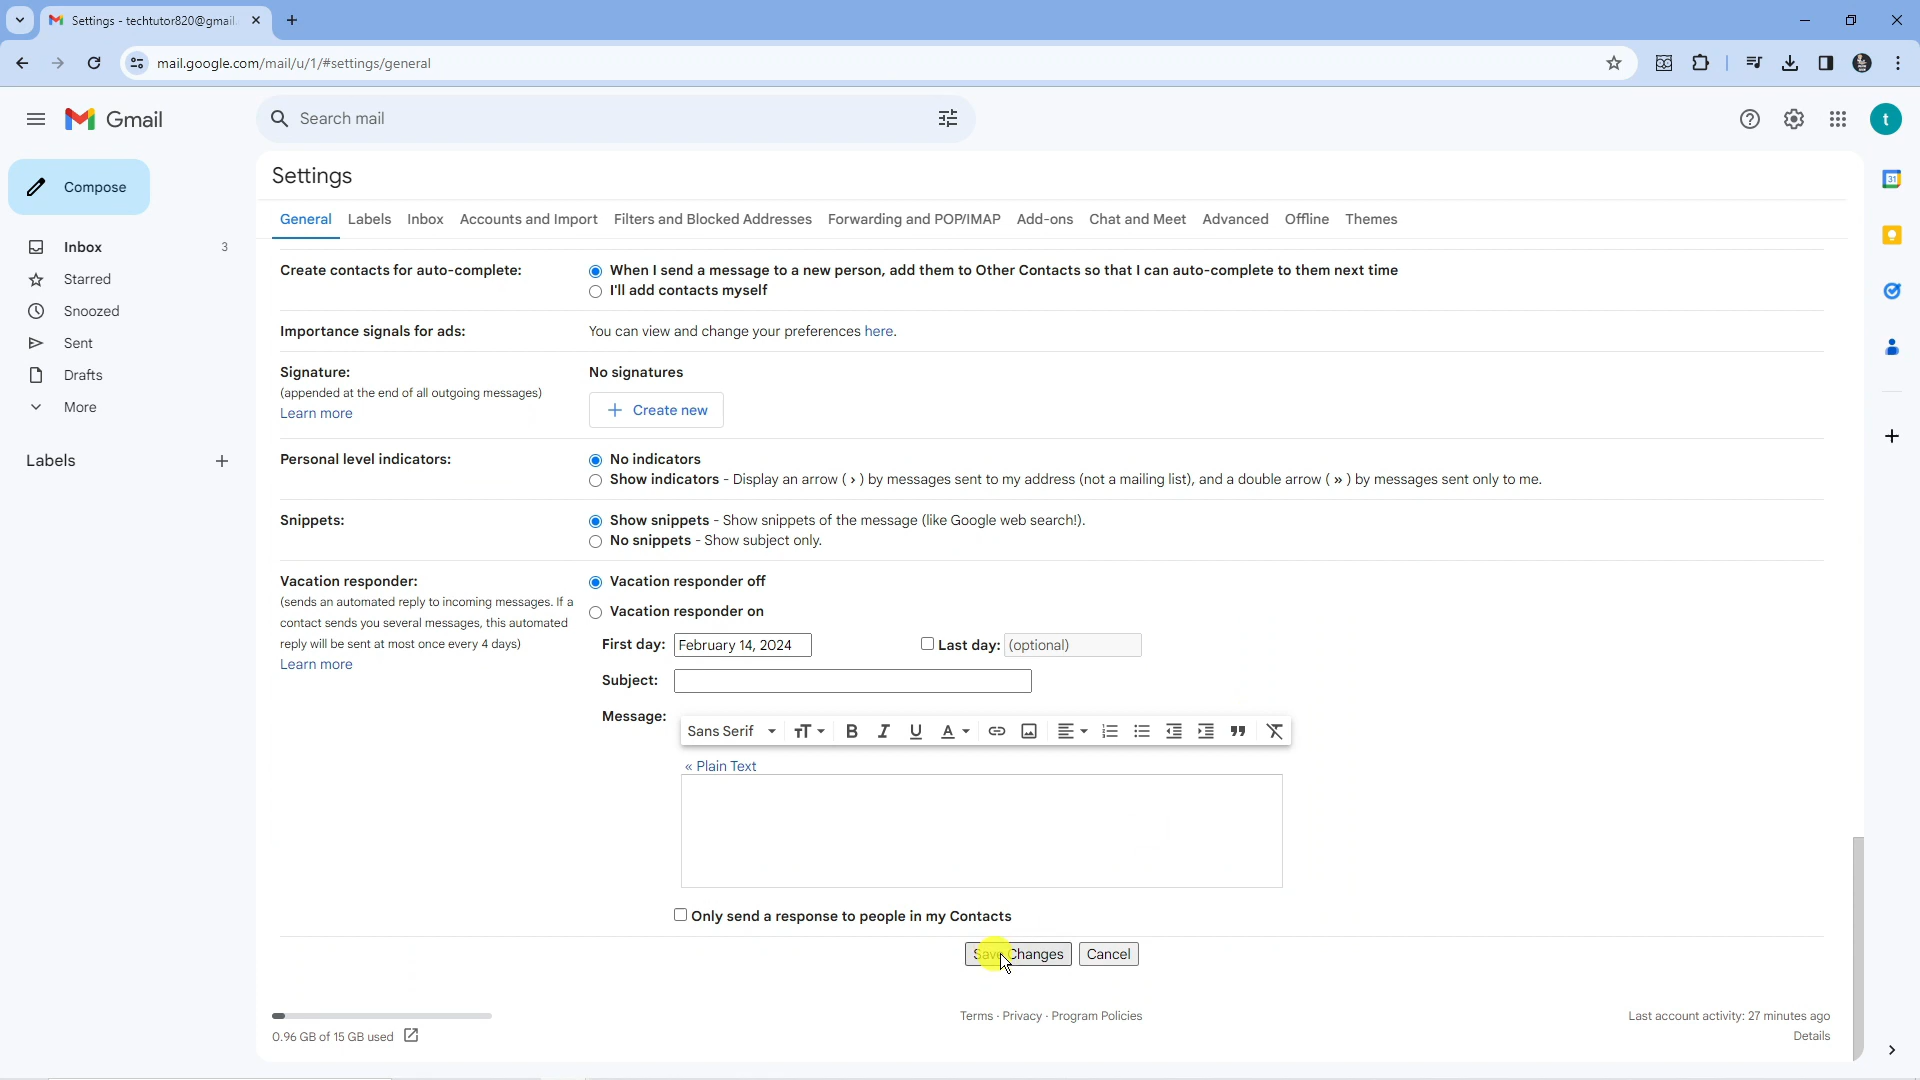 Settings - techtutor820@gmail.
mail.google.com/mail/u/1/#settings/general
Gmail
Search mail
t
Compose
Inbox 3
Starred
Snoozed
Sent
Drafts
More
Labels
31
Settings
General Labels Inbox Accounts and Import Filters and Blocked Addresses Forwarding and POP/IMAP Add-ons Chat and Meet Advanced Offline Themes
Create contacts for auto-complete:
When I send a message to a new person, add them to Other Contacts so that I can auto-complete to them next time
I'll add contacts myself
Importance signals for ads:
You can view and change your preferences here.
Signature:
(appended at the end of all outgoing messages)
Learn more
No signatures
Create new
Personal level indicators:
No indicators
Show indicators - Display an arrow ( › ) by messages sent to my address (not a mailing list), and a double arrow ( » ) by messages sent only to me.
Snippets:
Show snippets - Show snippets of the message (like Google web search!).
No snippets - Show subject only.
Vacation responder:
(sends an automated reply to incoming messages. If a
contact sends you several messages, this automated
reply will be sent at most once every 4 days)
Learn more
Vacation responder off
Vacation responder on
First day: February 14, 2024 Last day: (optional)
Subject:
Message:
Sans Serif
« Plain Text
Only send a response to people in my Contacts
Save Changes Cancel
0.96 GB of 15 GB used
Terms · Privacy · Program Policies
Last account activity: 27 minutes ago
Details